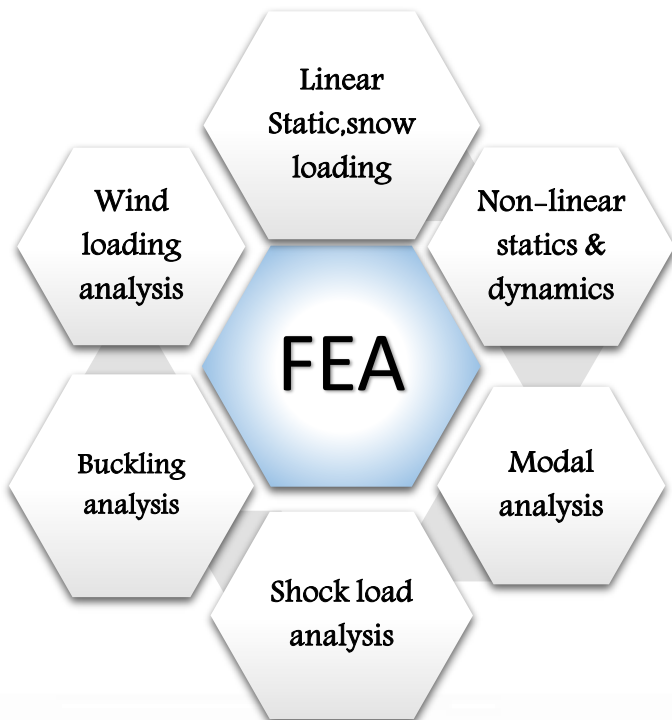 Linear
Static,snow
loading
Wind
loading
analysis
Non-linear
statics &
dynamics
FEA
Buckling
analysis
Modal
analysis
Shock load
analysis